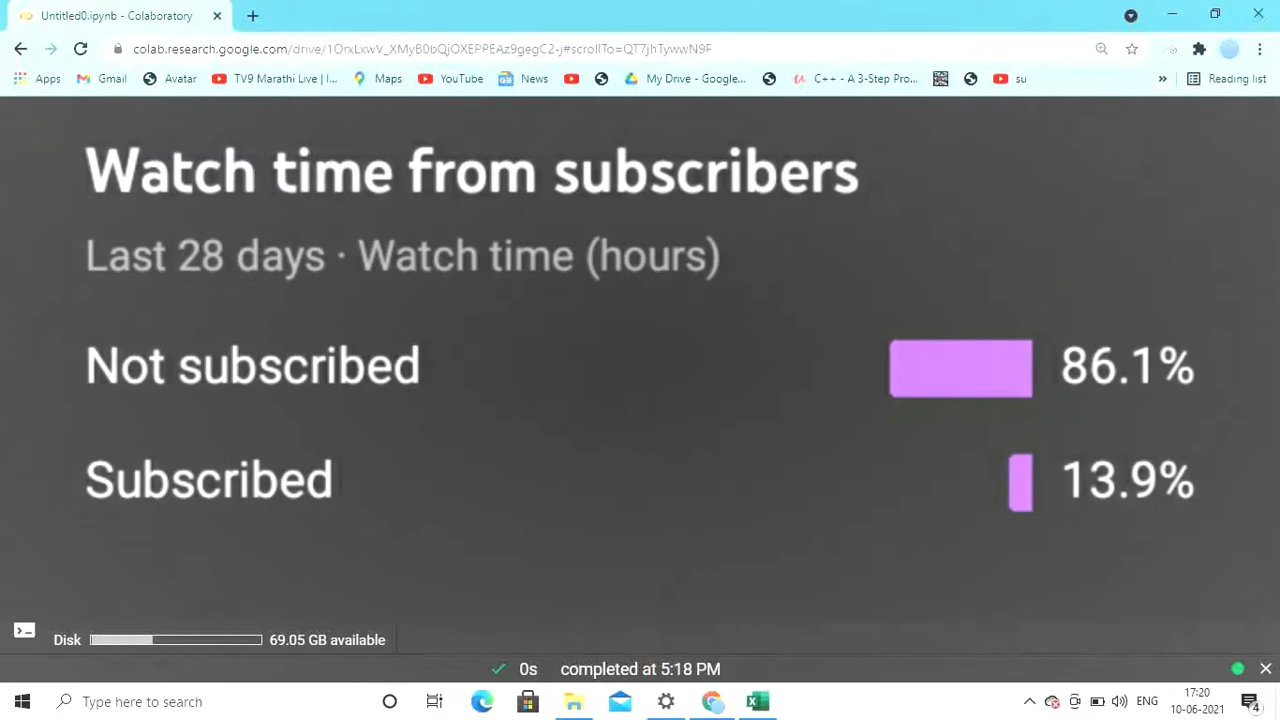 Untitled0.ipynb - Colaboratory
colab.research.google.com/drive/1OrxLxwV_XMyB0bQjOXEPPEAz9gegC2-j#scrollTo=QT7jhTywwN9F
Apps Gmail Avatar TV9 Marathi Live | I... Maps YouTube News My Drive - Google... C++ - A 3-Step Pro... su » Reading list
Watch time from subscribers
Last 28 days · Watch time (hours)
Not subscribed 86.1%
Subscribed 13.9%
Disk 69.05 GB available
0s completed at 5:18 PM
Type here to search
ENG
17:20
10-06-2021
4